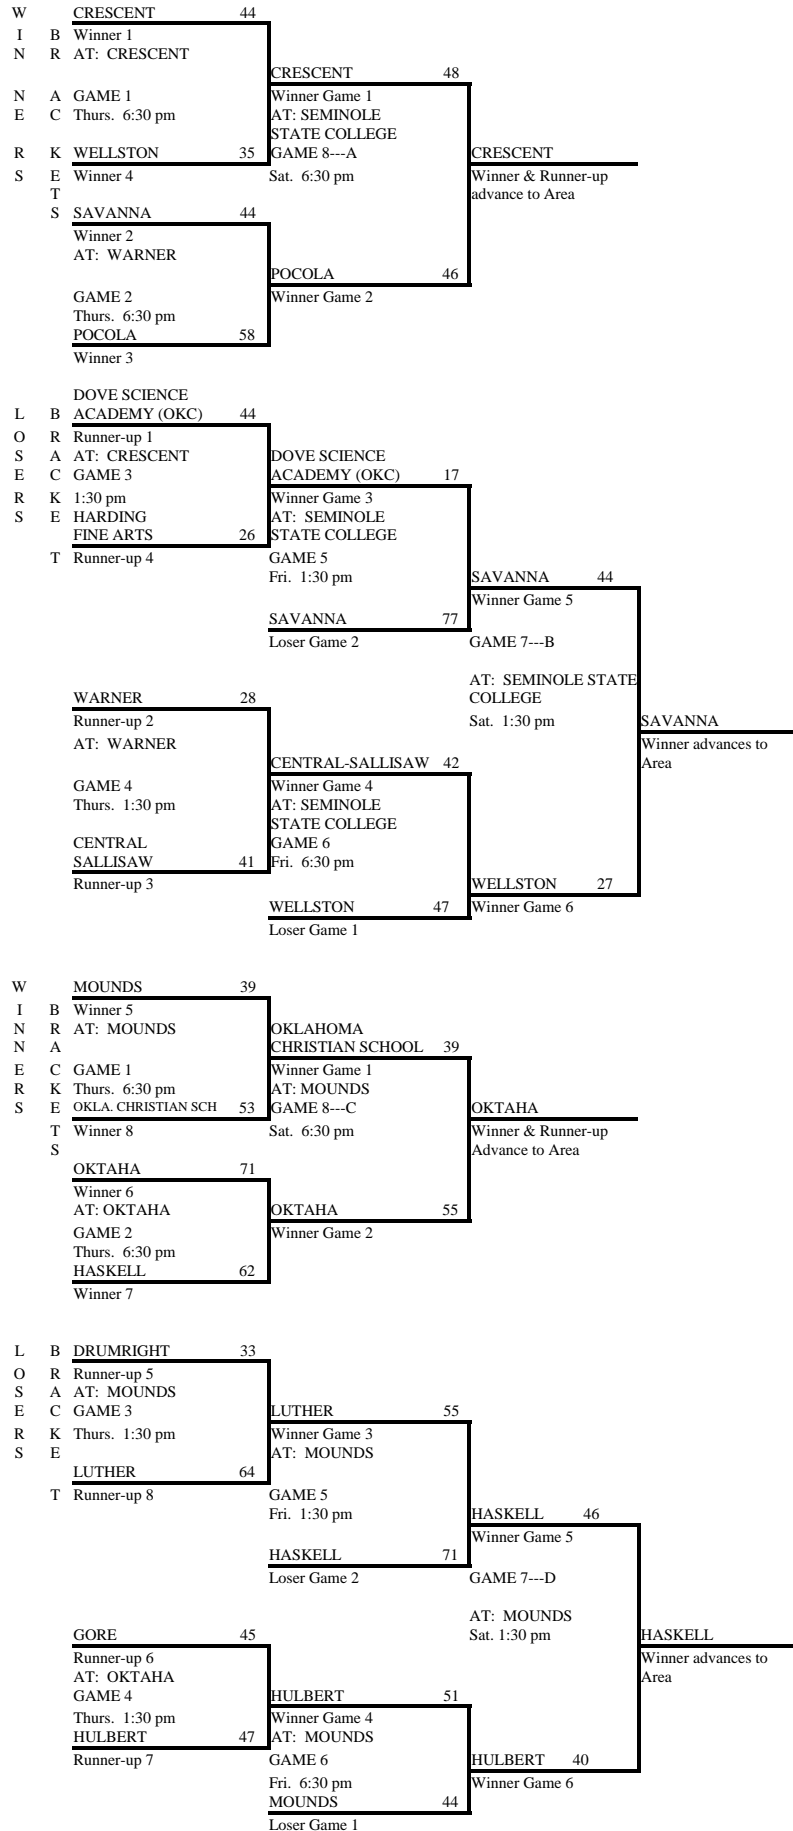 W CRESCENT 44
I B Winner 1
N R AT: CRESCENT
CRESCENT 48
N A GAME 1 Winner Game 1
E C Thurs. 6:30 pm AT: SEMINOLE
STATE COLLEGE
R K WELLSTON 35 GAME 8---A CRESCENT
S E Winner 4 Sat. 6:30 pm Winner & Runner-up
T advance to Area
S SAVANNA 44
Winner 2
AT: WARNER
POCOLA 46
GAME 2 Winner Game 2
Thurs. 6:30 pm
POCOLA 58
Winner 3
DOVE SCIENCE
L B ACADEMY (OKC) 44
O R Runner-up 1
S A AT: CRESCENT DOVE SCIENCE
E C GAME 3 ACADEMY (OKC) 17
R K 1:30 pm Winner Game 3
S E HARDING AT: SEMINOLE
FINE ARTS 26 STATE COLLEGE
T Runner-up 4 GAME 5
Fri. 1:30 pm SAVANNA 44
Winner Game 5
SAVANNA 77
Loser Game 2 GAME 7---B
AT: SEMINOLE STATE
WARNER 28 COLLEGE
Runner-up 2 Sat. 1:30 pm SAVANNA
AT: WARNER Winner advances to
CENTRAL-SALLISAW 42 Area
GAME 4 Winner Game 4
Thurs. 1:30 pm AT: SEMINOLE
STATE COLLEGE
CENTRAL GAME 6
SALLISAW 41 Fri. 6:30 pm
Runner-up 3 WELLSTON 27
WELLSTON 47 Winner Game 6
Loser Game 1
W MOUNDS 39
I B Winner 5
N R AT: MOUNDS OKLAHOMA
N A CHRISTIAN SCHOOL 39
E C GAME 1 Winner Game 1
R K Thurs. 6:30 pm AT: MOUNDS
S E OKLA. CHRISTIAN SCH 53 GAME 8---C OKTAHA
T Winner 8 Sat. 6:30 pm Winner & Runner-up
S Advance to Area
OKTAHA 71
Winner 6
AT: OKTAHA OKTAHA 55
GAME 2 Winner Game 2
Thurs. 6:30 pm
HASKELL 62
Winner 7
L B DRUMRIGHT 33
O R Runner-up 5
S A AT: MOUNDS
E C GAME 3 LUTHER 55
R K Thurs. 1:30 pm Winner Game 3
S E AT: MOUNDS
LUTHER 64
T Runner-up 8 GAME 5
Fri. 1:30 pm HASKELL 46
Winner Game 5
HASKELL 71
Loser Game 2 GAME 7---D
AT: MOUNDS
GORE 45 Sat. 1:30 pm HASKELL
Runner-up 6 Winner advances to
AT: OKTAHA Area
GAME 4 HULBERT 51
Thurs. 1:30 pm Winner Game 4
HULBERT 47 AT: MOUNDS
Runner-up 7 GAME 6 HULBERT 40
Fri. 6:30 pm Winner Game 6
MOUNDS 44
Loser Game 1